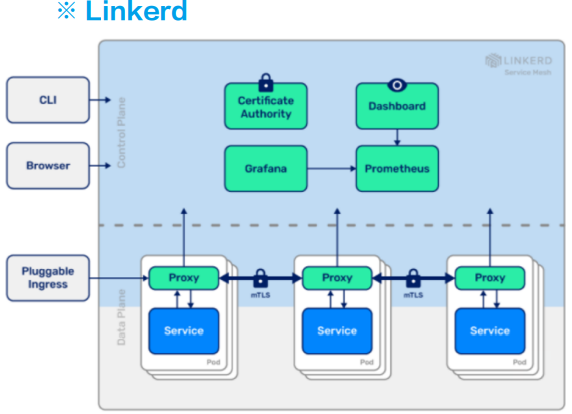 ※ Linkerd
LINKERD
Service Mesh
CLI
Browser
Pluggable
Ingress
Control Plane
Certificate
Authority
Dashboard
Grafana
Prometheus
Data Plane
Proxy
mTLS
Proxy
mTLS
Proxy
Service
Service
Service
Pod
Pod
Pod